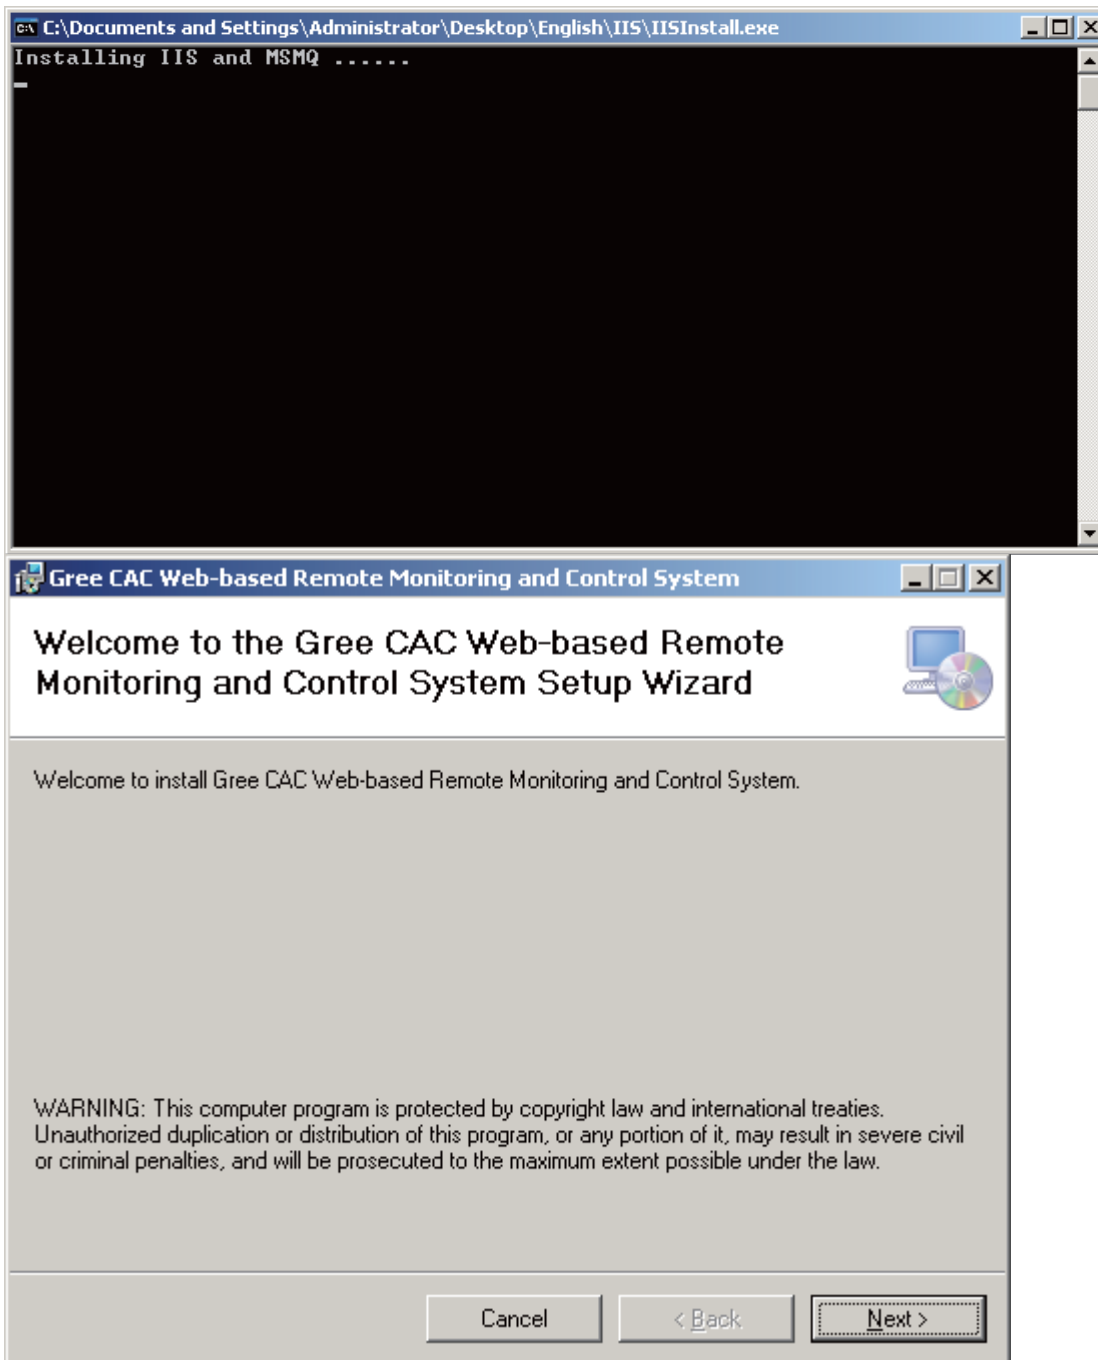 C:\Documents and Settings\Administrator\Desktop\English\IIS\IISInstall.exe
Installing IIS and MSMQ ......
Gree CAC Web-based Remote Monitoring and Control System
Welcome to the Gree CAC Web-based Remote
Monitoring and Control System Setup Wizard
Welcome to install Gree CAC Web-based Remote Monitoring and Control System.
WARNING: This computer program is protected by copyright law and international treaties.
Unauthorized duplication or distribution of this program, or any portion of it, may result in severe civil
or criminal penalties, and will be prosecuted to the maximum extent possible under the law.
Cancel
< Back
Next >